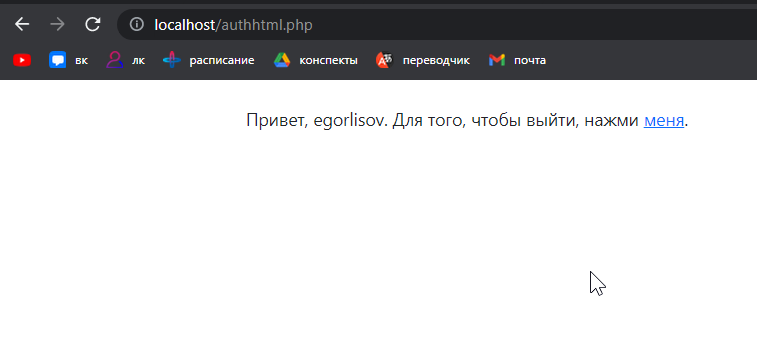 localhost/authhtml.php
вк лк расписание конспекты переводчик почта
Привет, egorlisov. Для того, чтобы выйти, нажми меня.